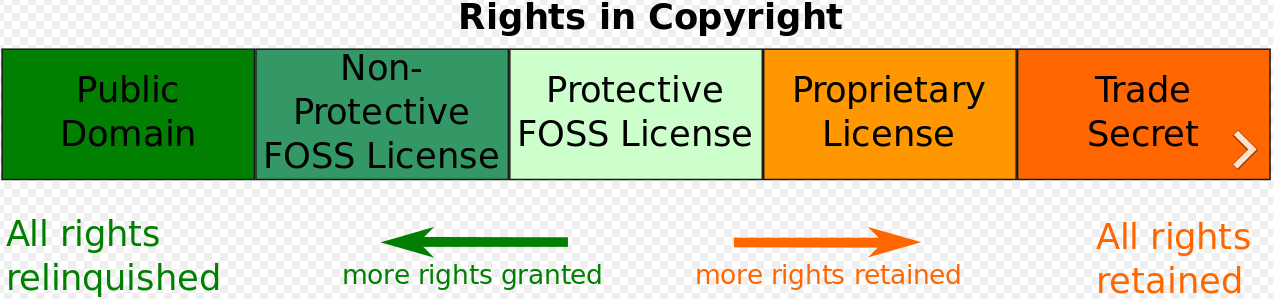 Rights in Copyright
Public
Domain
Non-
Protective
FOSS License
Protective
FOSS License
Proprietary
License
Trade
Secret
All rights
relinquished
more rights granted
more rights retained
All rights
retained